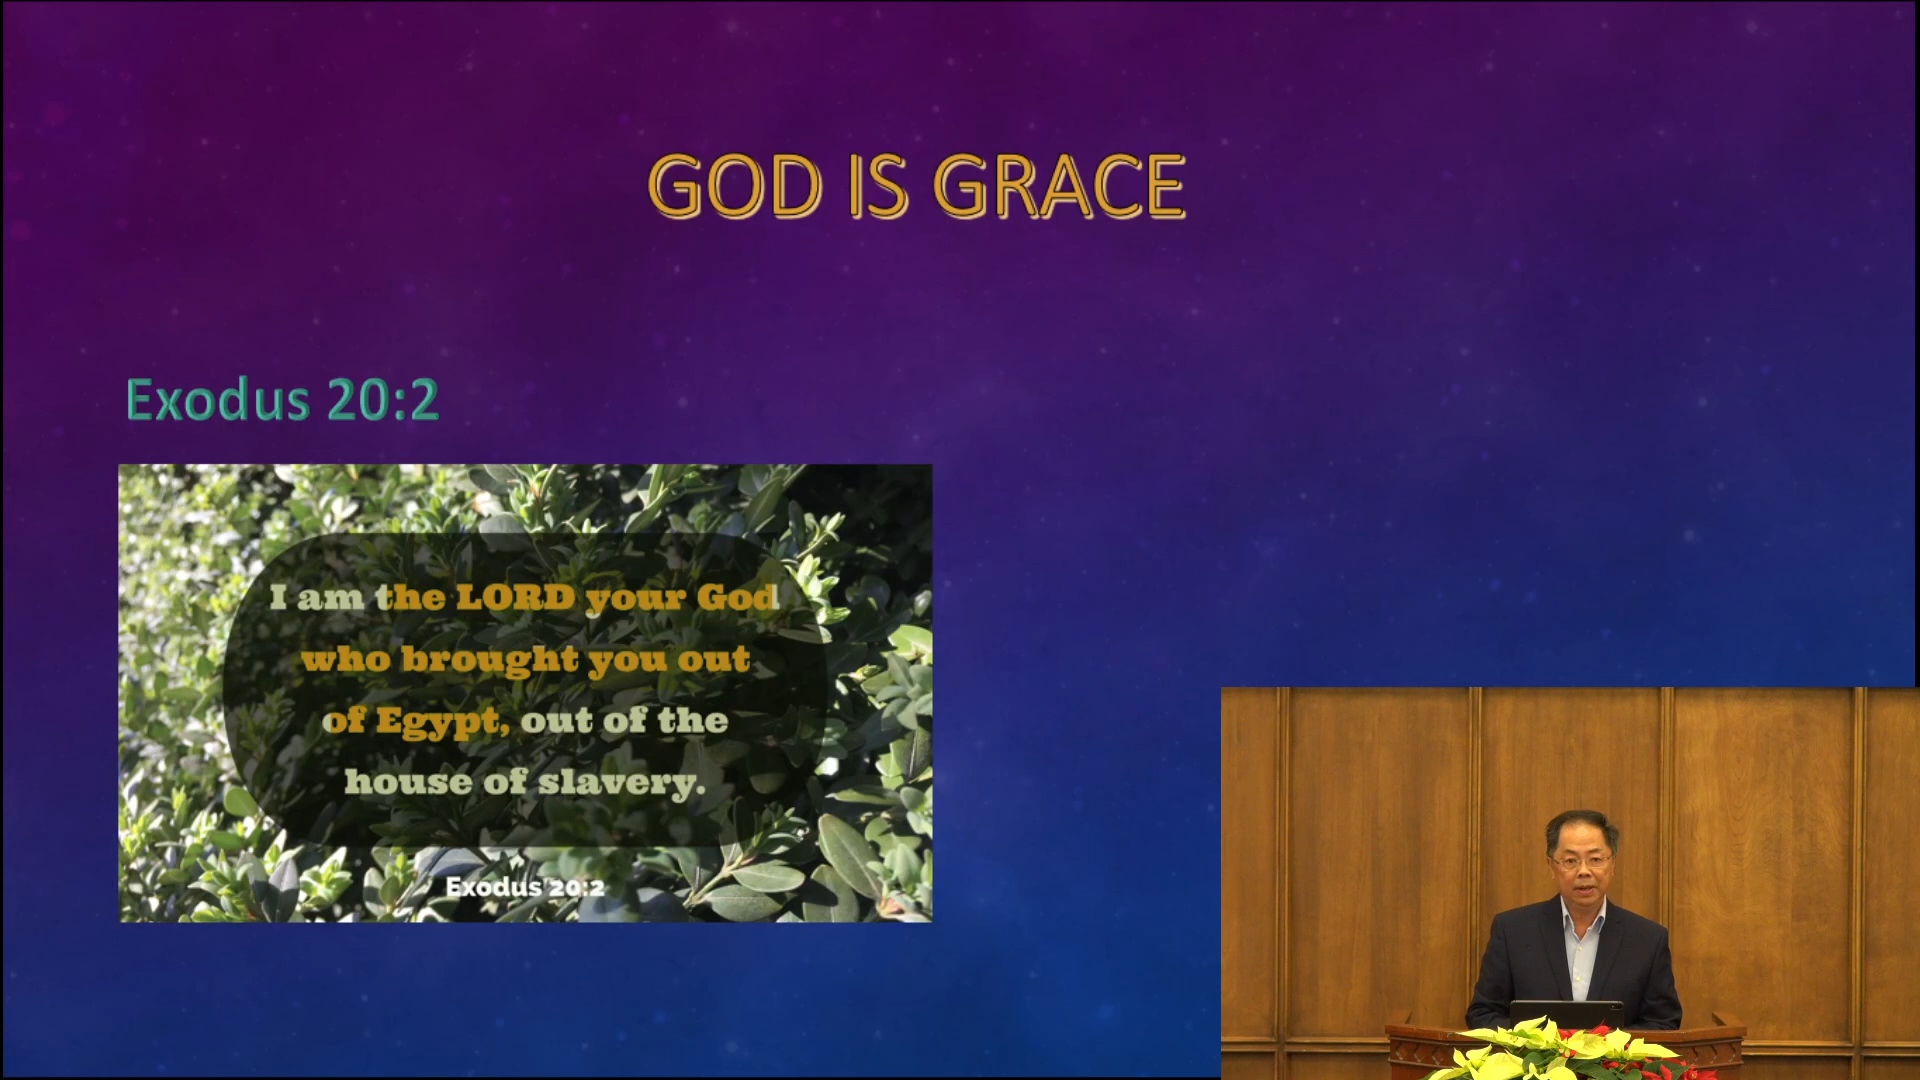 GOD IS GRACE
Exodus 20:2
I am the LORD your God
who brought you out
of Egypt, out of the
house of slavery.
Exodus 20:2